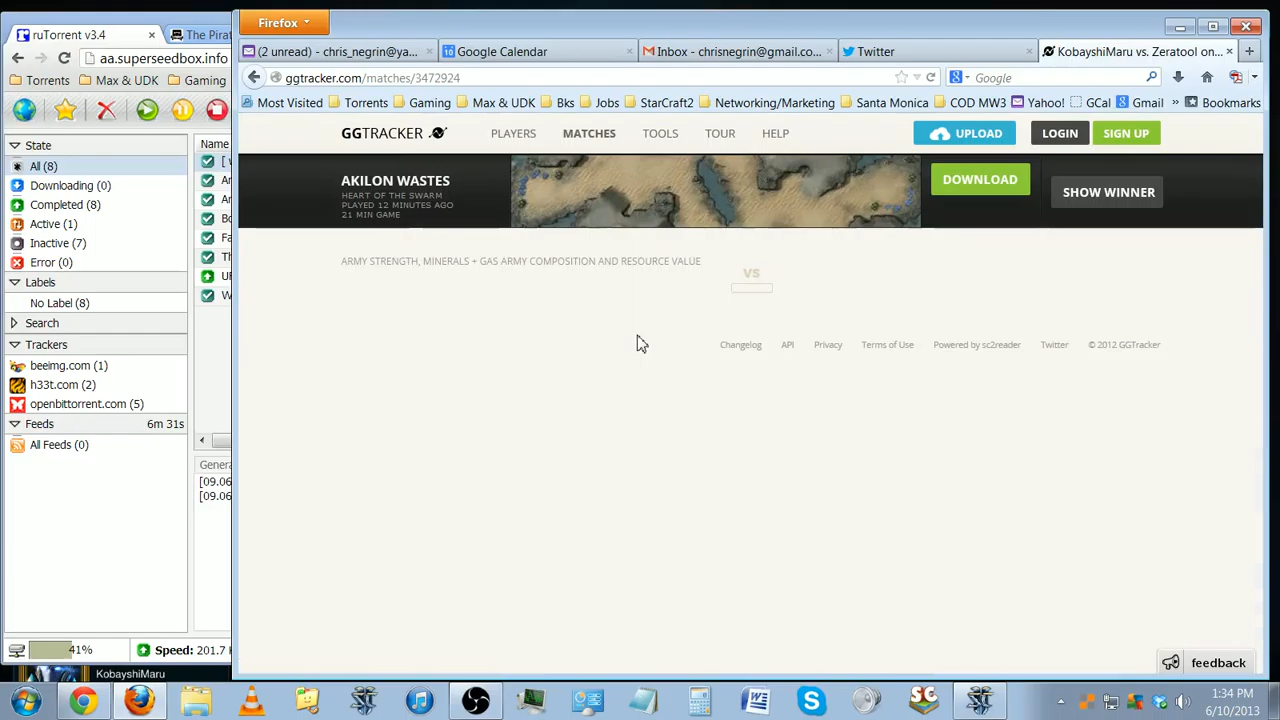 Firefox
ruTorrent v3.4
The Pirat
(2 unread) - chris_negrin@ya...
Google Calendar
Inbox - chrisnegrin@gmail.co...
Twitter
KobayshiMaru vs. Zeratool on...
aa.superseedbox.info
ggtracker.com/matches/3472924
Google
Torrents
Max & UDK
Gaming
Most Visited
Torrents
Gaming
Max & UDK
Bks
Jobs
StarCraft2
Networking/Marketing
Santa Monica
COD MW3
Yahoo!
GCal
Gmail
»
Bookmarks
GGTRACKER
PLAYERS
MATCHES
TOOLS
TOUR
HELP
UPLOAD
LOGIN
SIGN UP
State
Name
All (8)
Downloading (0)
Completed (8)
Active (1)
Inactive (7)
Error (0)
Labels
No Label (8)
Search
Trackers
beeimg.com (1)
h33t.com (2)
openbittorrent.com (5)
Feeds
6m 31s
All Feeds (0)
Genera
[09.06
[09.06
41%
Speed: 201.7
KobayshiMaru
AKILON WASTES
HEART OF THE SWARM
PLAYED 12 MINUTES AGO
21 MIN GAME
DOWNLOAD
SHOW WINNER
ARMY STRENGTH, MINERALS + GAS ARMY COMPOSITION AND RESOURCE VALUE
VS
Changelog
API
Privacy
Terms of Use
Powered by sc2reader
Twitter
© 2012 GGTracker
feedback
1:34 PM
6/10/2013